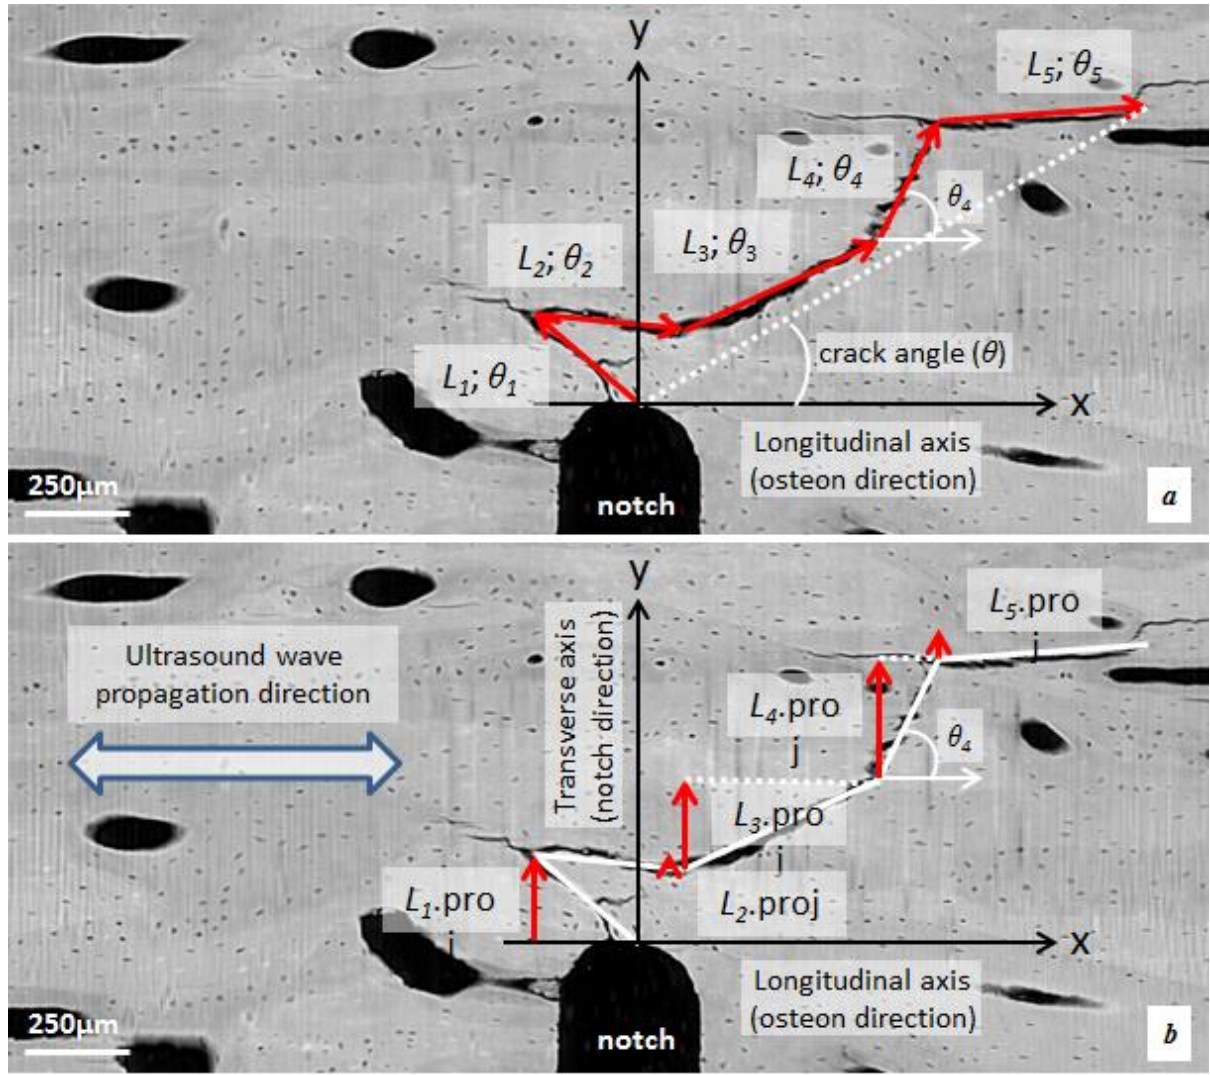 y
L5; θ5
L4; θ4
θ4
L2; θ2
L3; θ3
crack angle (θ)
L1; θ1
x
Longitudinal axis
(osteon direction)
250µm
notch
a
y
Transverse axis
(notch direction)
L5.pro
j
Ultrasound wave
propagation direction
L4.pro
j
θ4
L3.pro
j
L1.pro
j
L2.proj
x
Longitudinal axis
(osteon direction)
250µm
notch
b